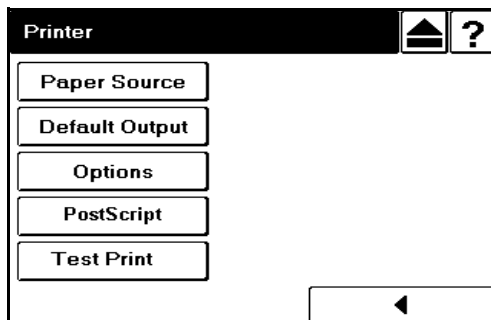 Printer ?
Paper Source
Default Output
Options
PostScript
Test Print